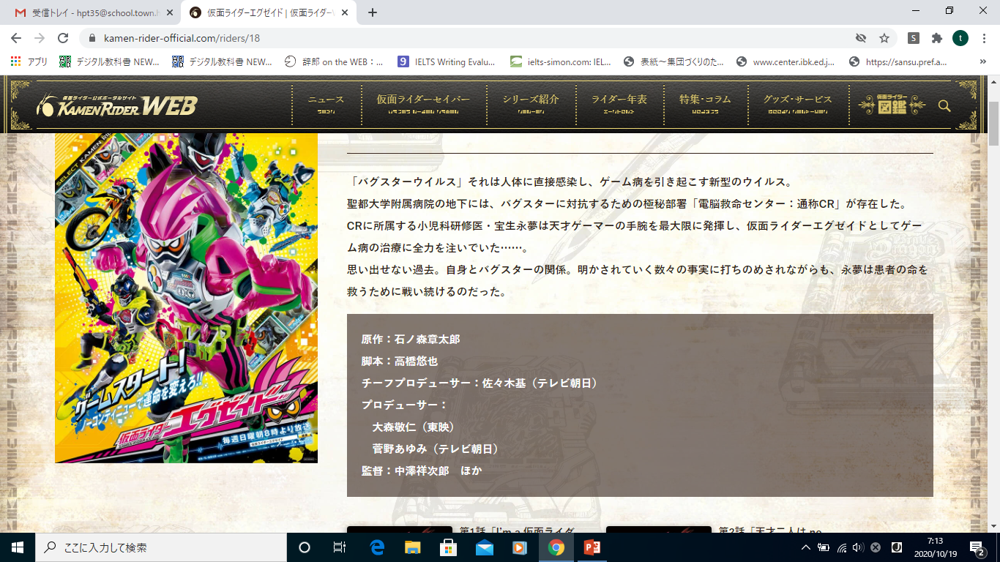 受信トレイ - hpt35@school.town.h
仮面ライダーエグゼイド | 仮面ライダーW
kamen-rider-official.com/riders/18
S
t
アプリ
デジタル教科書 NEW...
デジタル教科書 NEW...
辞郎 on the WEB：...
9
IELTS Writing Evalu...
ielts-simon.com: IEL...
表紙～集団づくりのた...
www.center.ibk.ed.j...
https://sansu.pref.a...
仮面ライダー公式ポータルサイト
KAMEN RIDER WEB
ニュース
仮面ライダーセイバー
シリーズ紹介
ライダー年表
特集・コラム
グッズ・サービス
仮面ライダー
図鑑
SELECT KAMEN RI
ゲームスタート!
ノーコンティニューで運命を変えろ!!
仮面ライダーエグゼイド
毎週日曜朝8時より放送
「バグスターウイルス」それは人体に直接感染し、ゲーム病を引き起こす新型のウイルス。
聖都大学附属病院の地下には、バグスターに対抗するための極秘部署「電脳救命センター：通称CR」が存在した。
CRに所属する小児科研修医・宝生永夢は天才ゲーマーの手腕を最大限に発揮し、仮面ライダーエグゼイドとしてゲー
ム病の治療に全力を注いでいた……。
思い出せない過去。自身とバグスターの関係。明かされていく数々の事実に打ちのめされながらも、永夢は患者の命を
救うために戦い続けるのだった。
原作：石ノ森章太郎
脚本：高橋悠也
チーフプロデューサー：佐々木基（テレビ朝日）
プロデューサー：
大森敬仁（東映）
菅野あゆみ（テレビ朝日）
監督：中澤祥次郎　ほか
第1話「I'm a 仮面ライダ
第2話「天才二人は no
ここに入力して検索
7:13
2020/10/19
2